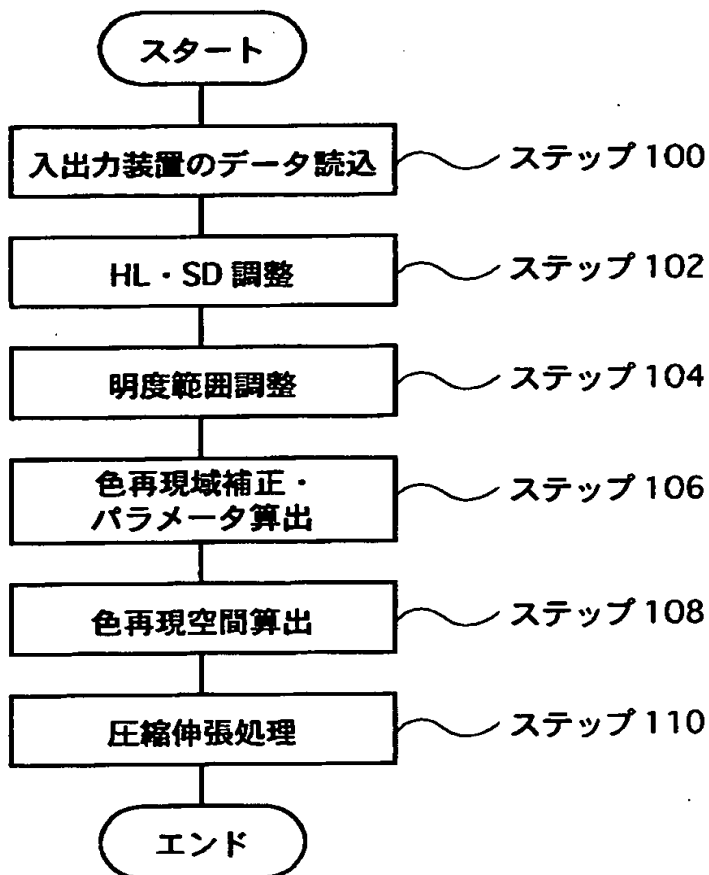 スタート
入出力装置のデータ読込
ステップ 100
HL・SD 調整
ステップ 102
明度範囲調整
ステップ 104
色再現域補正・
パラメータ算出
ステップ 106
色再現空間算出
ステップ 108
圧縮伸張処理
ステップ 110
エンド